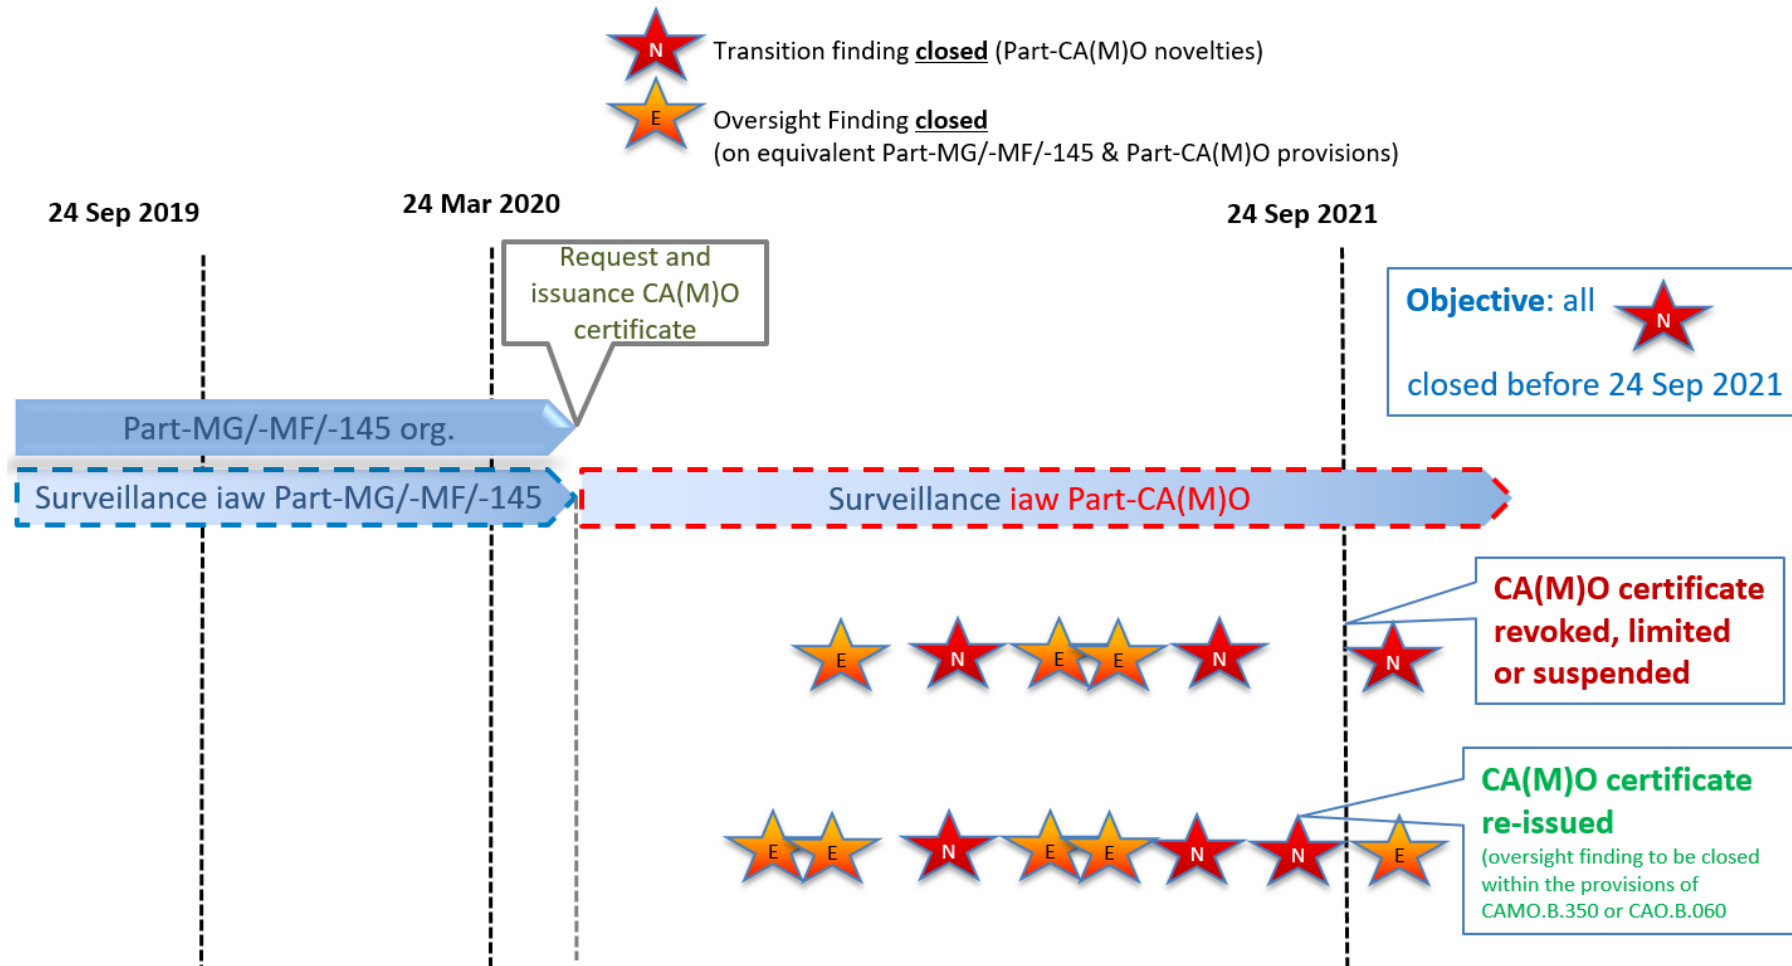 N
Transition finding closed (Part-CA(M)O novelties)
E
Oversight Finding closed
(on equivalent Part-MG/-MF/-145 & Part-CA(M)O provisions)
24 Sep 2019
24 Mar 2020
24 Sep 2021
Request and
issuance CA(M)O
certificate
Objective: all
N
closed before 24 Sep 2021
Part-MG/-MF/-145 org.
Surveillance iaw Part-MG/-MF/-145
Surveillance iaw Part-CA(M)O
E N E E N N
CA(M)O certificate
revoked, limited
or suspended
E E N E E N N E
CA(M)O certificate
re-issued
(oversight finding to be closed
within the provisions of
CAMO.B.350 or CAO.B.060